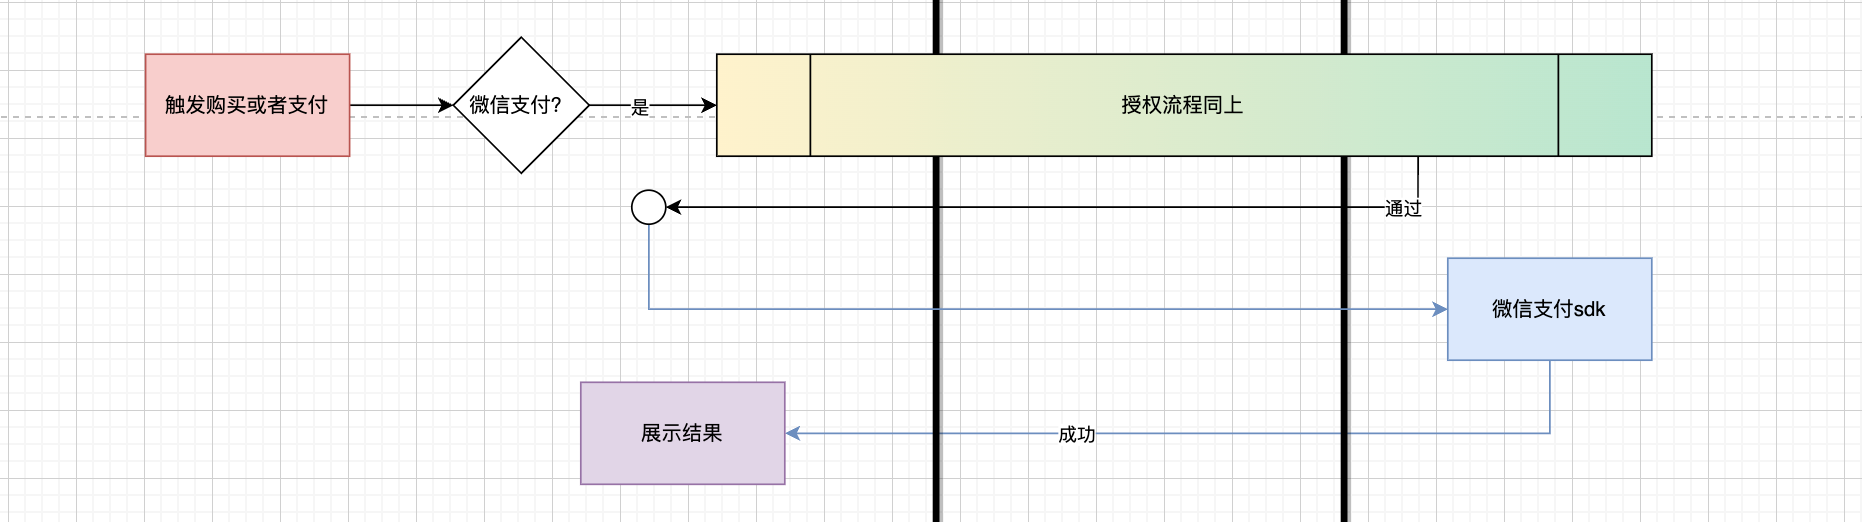 触发购买或者支付
微信支付?
是
授权流程同上
通过
微信支付sdk
展示结果
成功